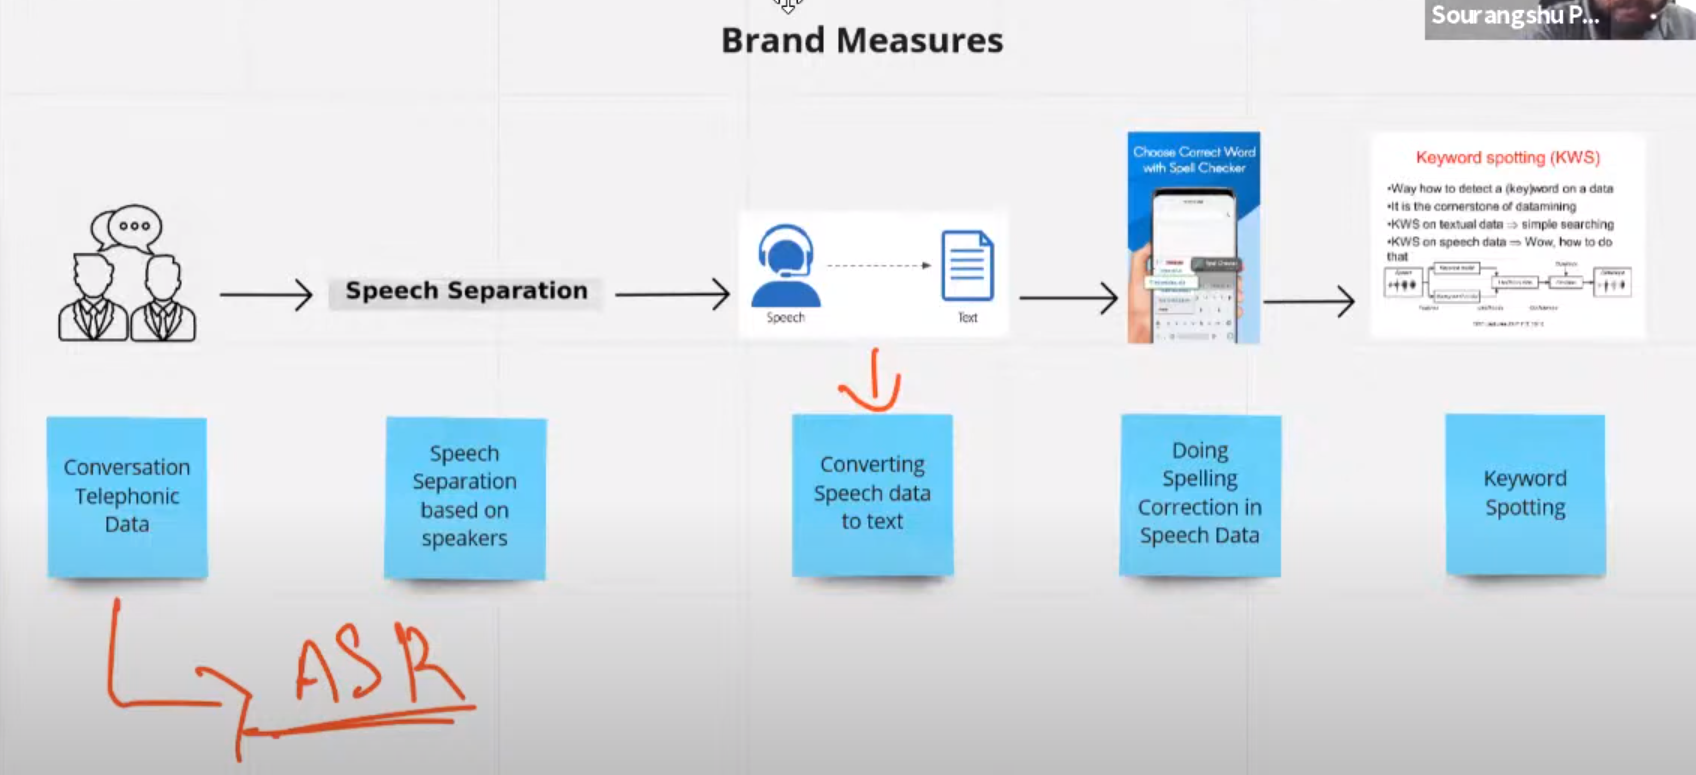 Sourangshu P...
Brand Measures
Speech Separation
Speech
Text
Choose Correct Word
with Spell Checker
Keyword spotting (KWS)
•Way how to detect a (key)word on a data
•It is the cornerstone of datamining
•KWS on textual data ⇒ simple searching
•KWS on speech data ⇒ Wow, how to do
that
Conversation
Telephonic
Data
Speech
Separation
based on
speakers
Converting
Speech data
to text
Doing
Spelling
Correction in
Speech Data
Keyword
Spotting
ASR